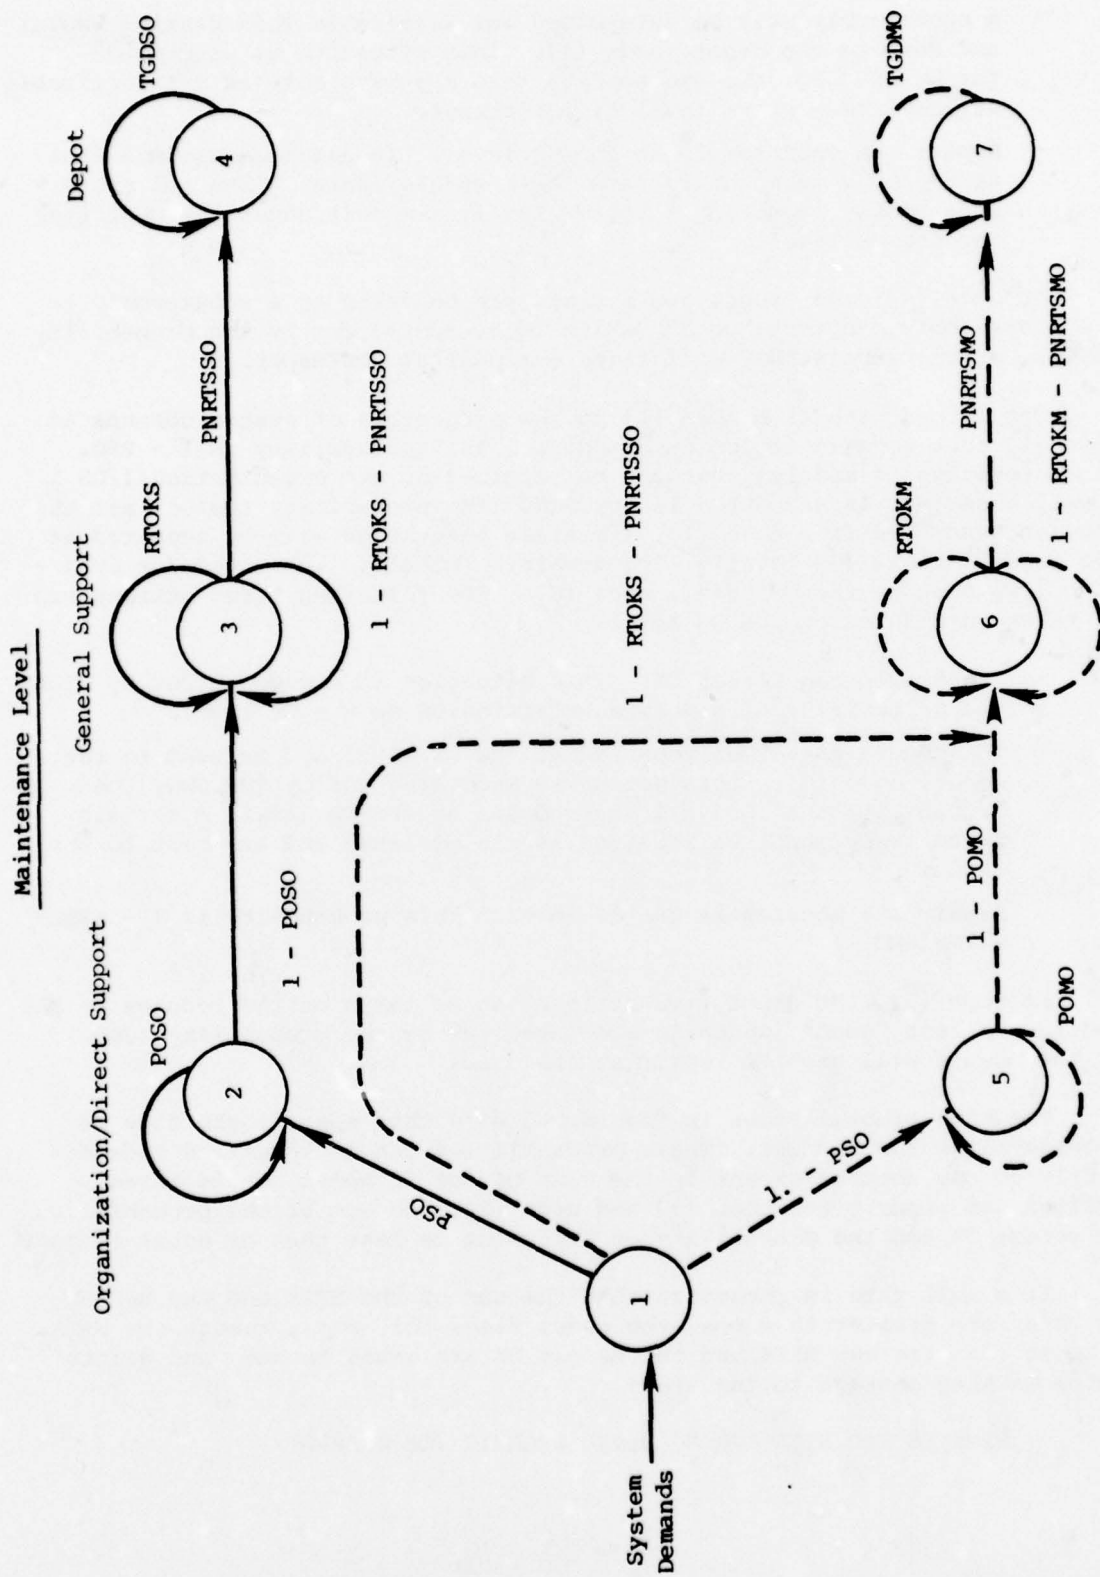 Maintenance Level
Organization/Direct Support
General Support
Depot
POSO
RTOKS
TGDSO
2
3
4
1 - POSO
PNRTSSO
1 - RTOKS - PNRTSSO
PSO
1 - RTOKS - PNRTSSO
System
Demands
1
1. - PSO
RTOKM
TGDMO
5
6
7
1 - POMO
PNRTSMO
POMO
1 - RTOKM - PNRTSMO